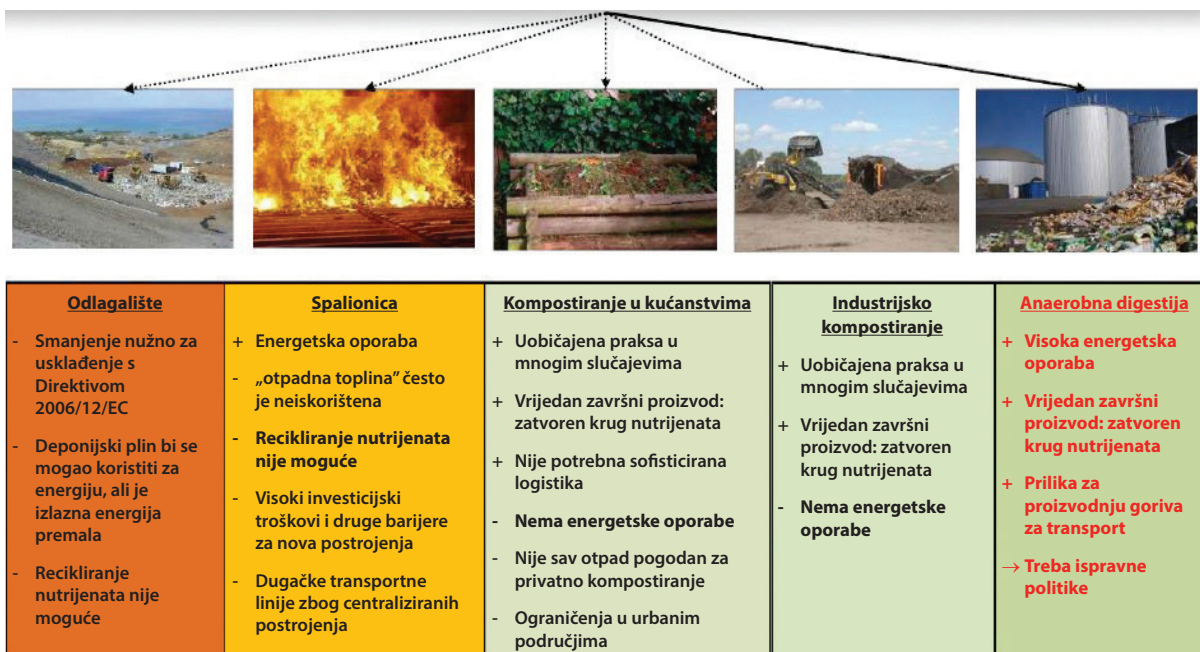 Odlagalište
- Smanjenje nužno za
usklađenje s
Direktivom
2006/12/EC
- Deponijski plin bi se
mogao koristiti za
energiju, ali je
izlazna energija
premala
- Recikliranje
nutrijenata nije
moguće
Spalionica
+ Energetska oporaba
- „otpadna toplina” često
je neiskorištena
- Recikliranje nutrijenata
nije moguće
- Visoki investicijski
troškovi i druge barijere
za nova postrojenja
- Dugačke transportne
linije zbog centraliziranih
postrojenja
Kompostiranje u kućanstvima
+ Uobičajena praksa u
mnogim slučajevima
+ Vrijedan završni proizvod:
zatvoren krug nutrijenata
+ Nije potrebna sofisticirana
logistika
- Nema energetske oporabe
- Nije sav otpad pogodan za
privatno kompostiranje
- Ograničenja u urbanim
područjima
Industrijsko
kompostiranje
+ Uobičajena praksa u
mnogim slučajevima
+ Vrijedan završni
proizvod: zatvoren
krug nutrijenata
- Nema energetske
oporabe
Anaerobna digestija
+ Visoka energetska
oporaba
+ Vrijedan završni
proizvod: zatvoren
krug nutrijenata
+ Prilika za
proizvodnju goriva
za transport
→ Treba ispravne
politike